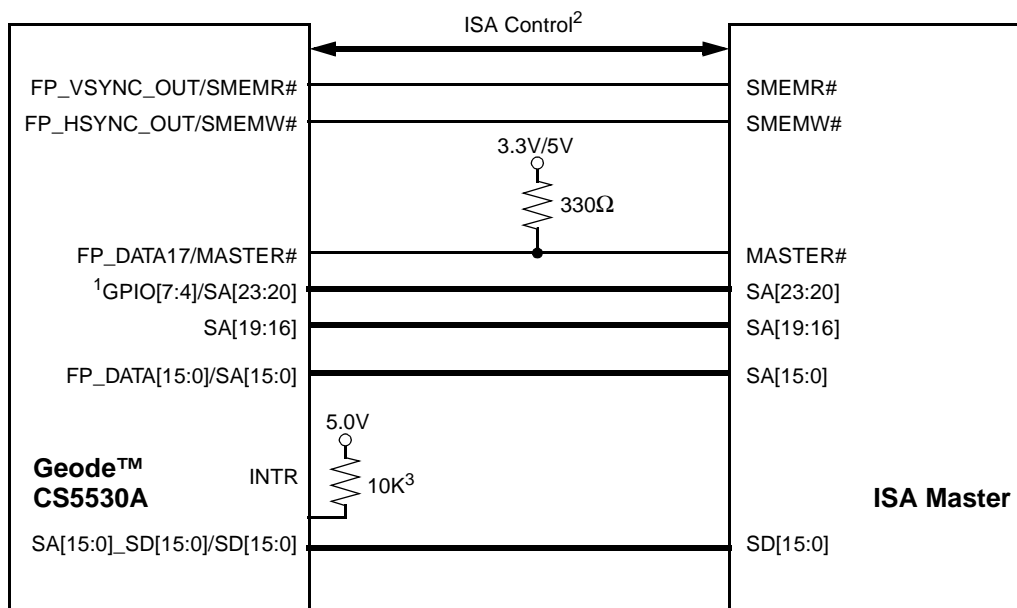 ISA Control²
FP_VSYNC_OUT/SMEMR# SMEMR#
FP_HSYNC_OUT/SMEMW# SMEMW#
3.3V/5V
330Ω
FP_DATA17/MASTER# MASTER#
¹GPIO[7:4]/SA[23:20] SA[23:20]
SA[19:16] SA[19:16]
FP_DATA[15:0]/SA[15:0] SA[15:0]
5.0V
INTR 10K³
Geode™
CS5530A
ISA Master
SA[15:0]_SD[15:0]/SD[15:0] SD[15:0]